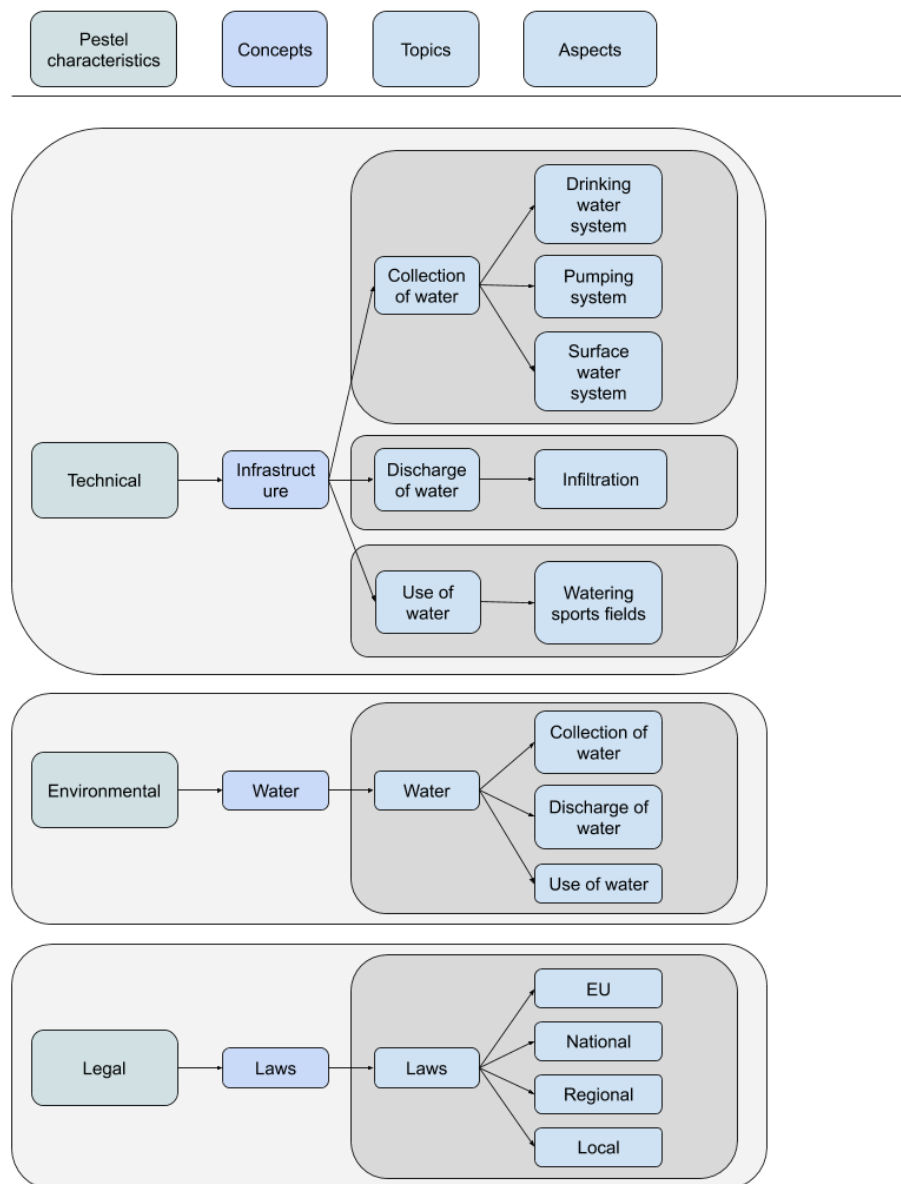 Pestel
characteristics
Concepts
Topics
Aspects
Drinking
water
system
Collection
of water
Pumping
system
Surface
water
system
Technical
Infrastruct
ure
Discharge
of water
Infiltration
Use of
water
Watering
sports fields
Environmental
Water
Water
Collection of
water
Discharge of
water
Use of water
Legal
Laws
Laws
EU
National
Regional
Local